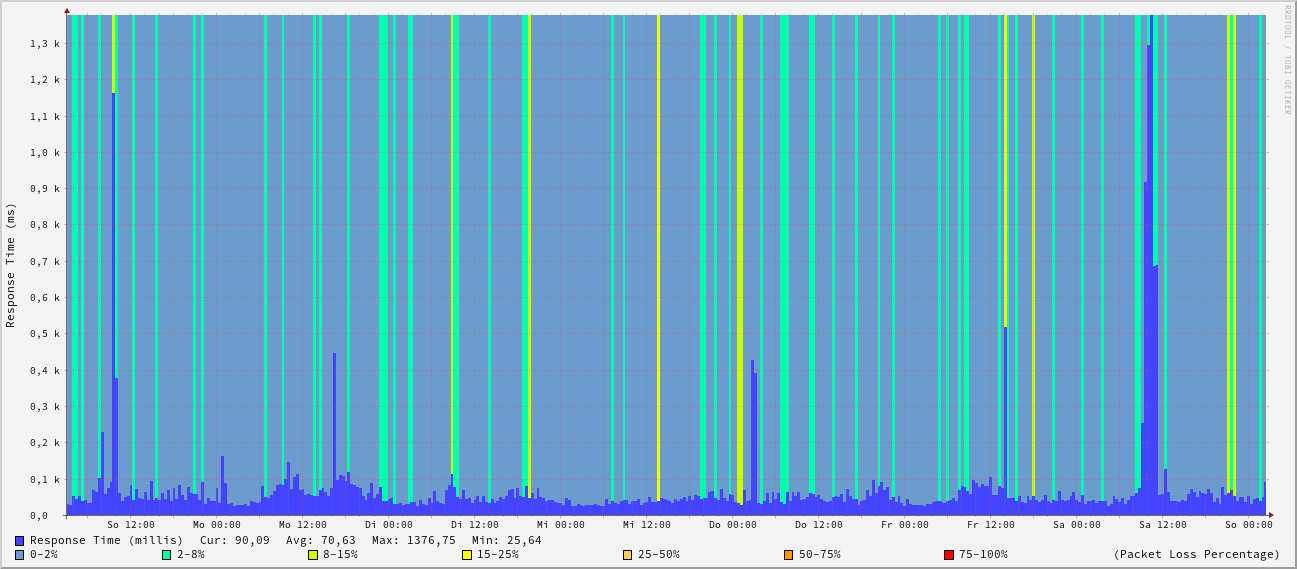 RRDTOOL / TOBI OETIKER
Response Time (ms)
1,3 k
1,2 k
1,1 k
1,0 k
0,9 k
0,8 k
0,7 k
0,6 k
0,5 k
0,4 k
0,3 k
0,2 k
0,1 k
0,0
So 12:00 Mo 00:00 Mo 12:00 Di 00:00 Di 12:00 Mi 00:00 Mi 12:00 Do 00:00 Do 12:00 Fr 00:00 Fr 12:00 Sa 00:00 Sa 12:00 So 00:00
Response Time (millis) Cur: 90,09 Avg: 70,63 Max: 1376,75 Min: 25,64
0-2% 2-8% 8-15% 15-25% 25-50% 50-75% 75-100% (Packet Loss Percentage)